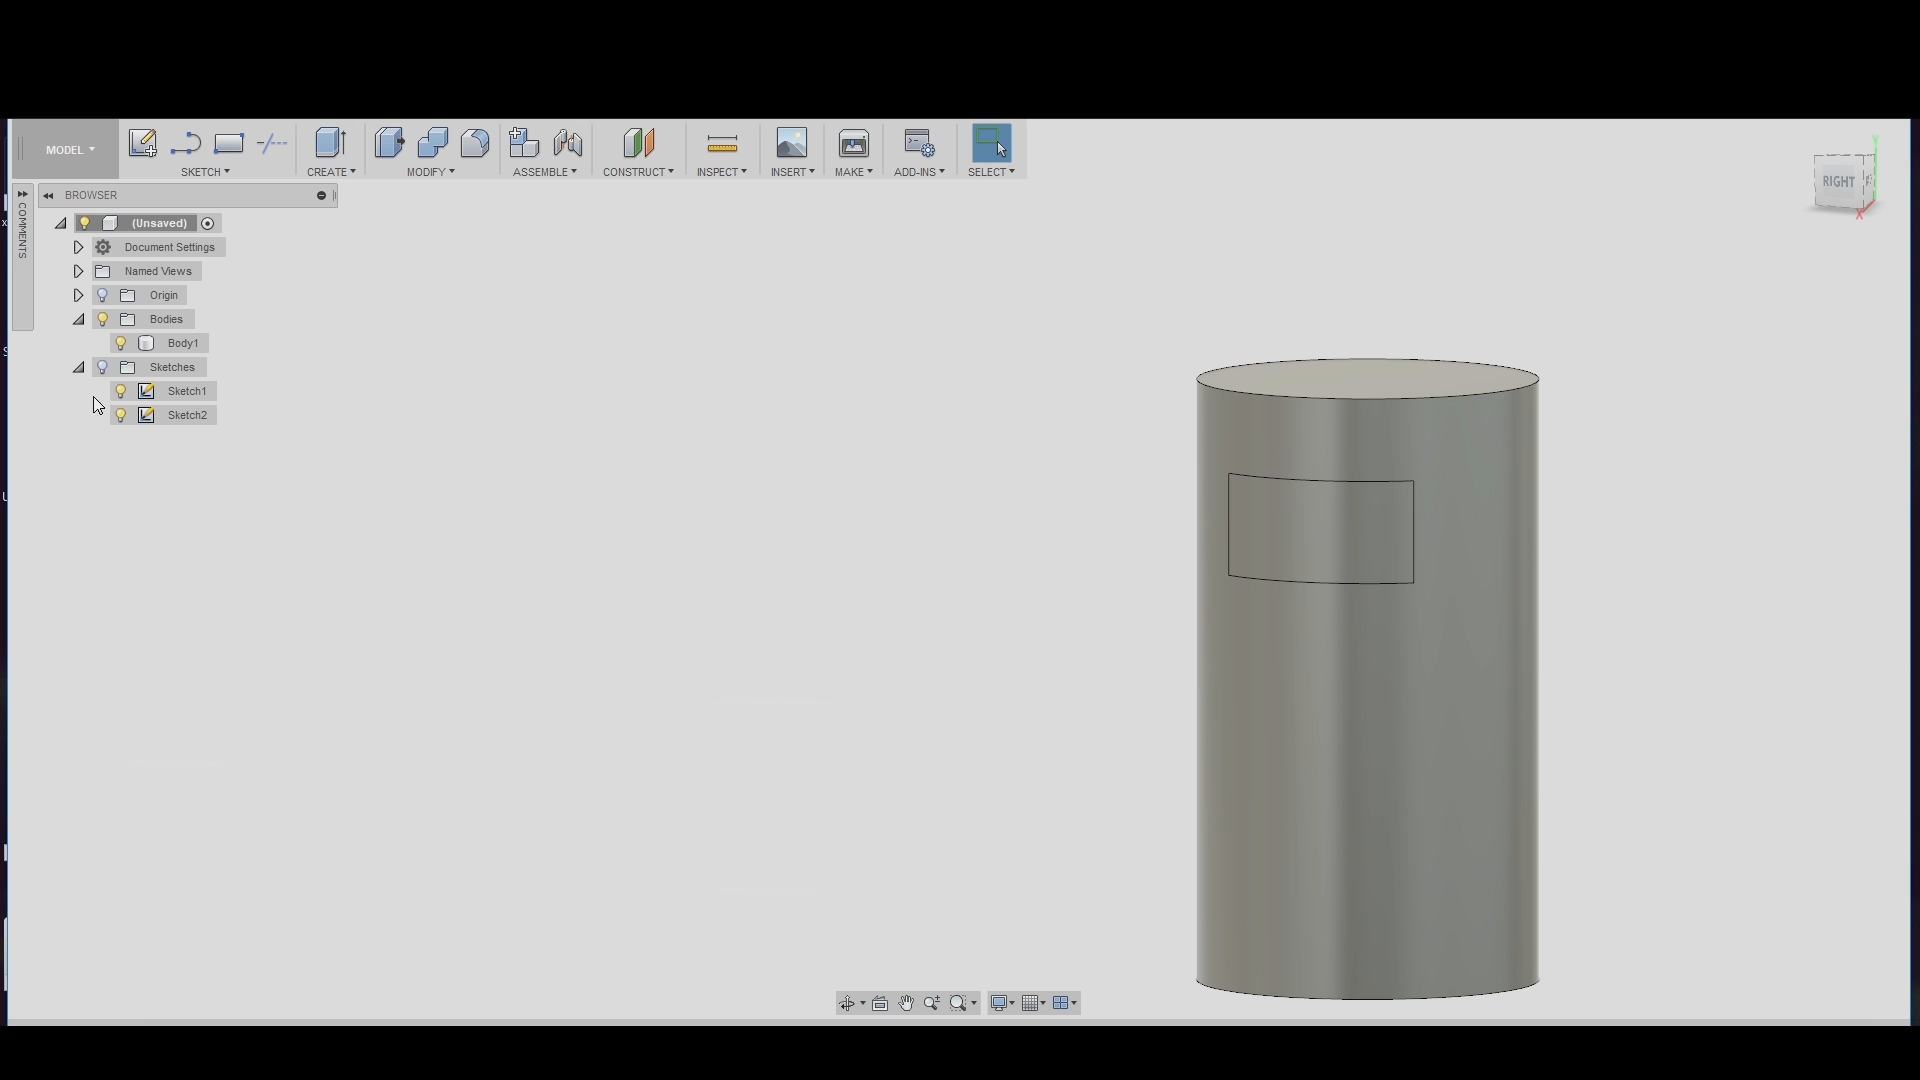 MODEL
SKETCH
CREATE
MODIFY
ASSEMBLE
CONSTRUCT
INSPECT
INSERT
MAKE
ADD-INS
SELECT
COMMENTS
BROWSER
(Unsaved)
Document Settings
Named Views
Origin
Bodies
Body1
Sketches
Sketch1
Sketch2
RIGHT
Y
X